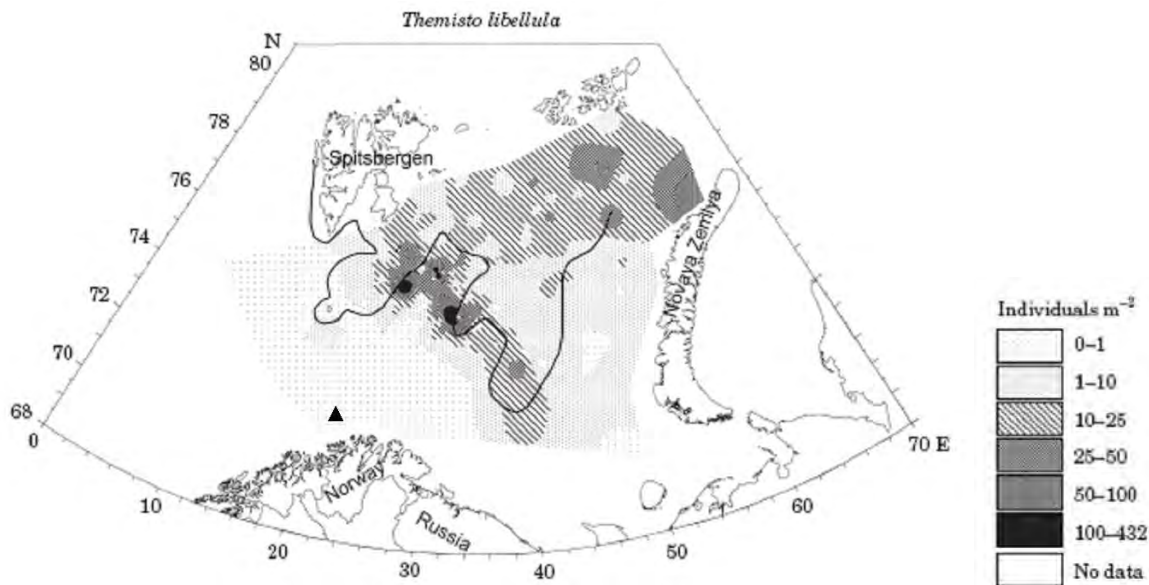 Themisto libellula
N
80
78
76
74
72
70
68
0
10
20
30
40
50
60
70 E
Spitsbergen
Novaya Zemlya
Norway
Russia
Individuals m⁻²
0–1
1–10
10–25
25–50
50–100
100–432
No data